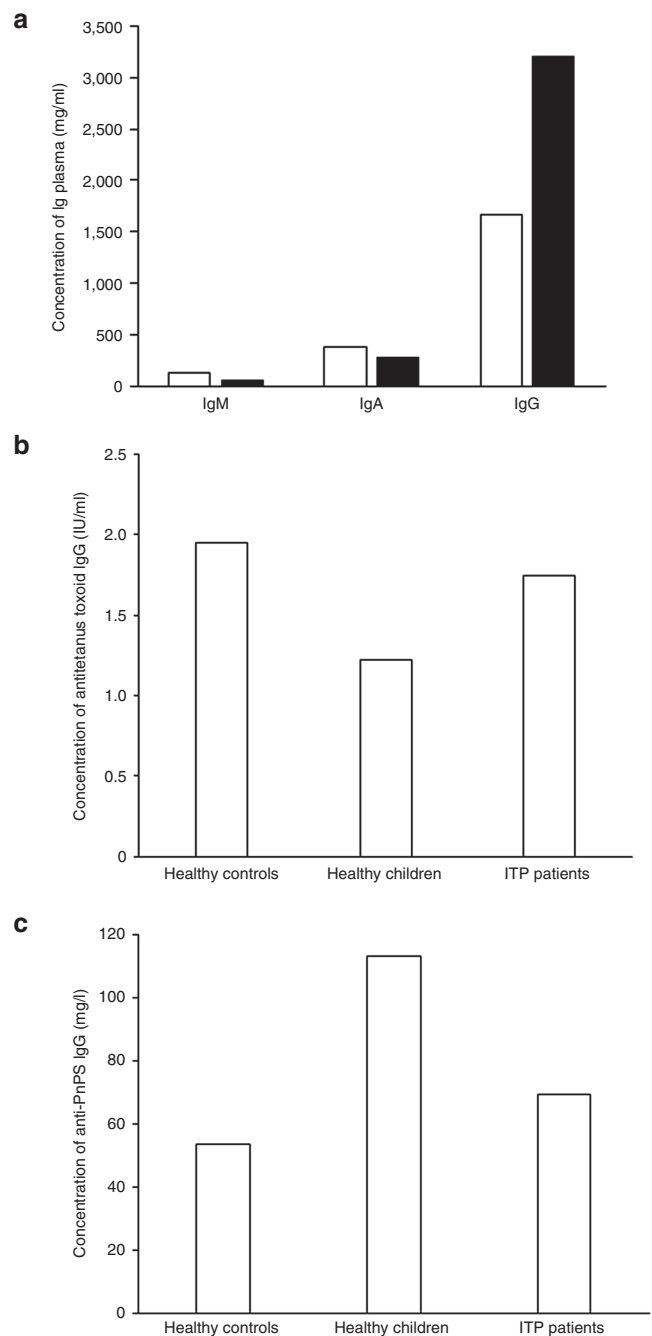 a
Concentration of Ig plasma (mg/ml)
3,500
3,000
2,500
2,000
1,500
1,000
500
0
IgM IgA IgG
b
Concentration of antitetanus toxoid IgG (IU/ml)
2.5
2.0
1.5
1.0
0.5
0
Healthy controls Healthy children ITP patients
c
Concentration of anti-PnPS IgG (mg/l)
120
100
80
60
40
20
0
Healthy controls Healthy children ITP patients